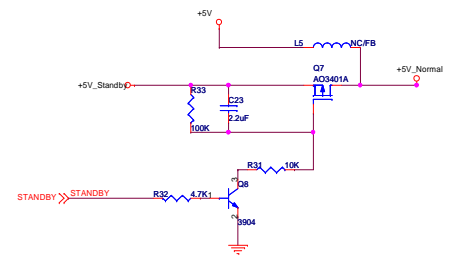 +5V
L5 NC/FB
Q7
+5V_Normal
+5V_Standby
AO3401A
R33
C23
2.2uF
100K
R31 10K
3 Q8
STANDBY STANDBY R32 4.7K 1
2
3904